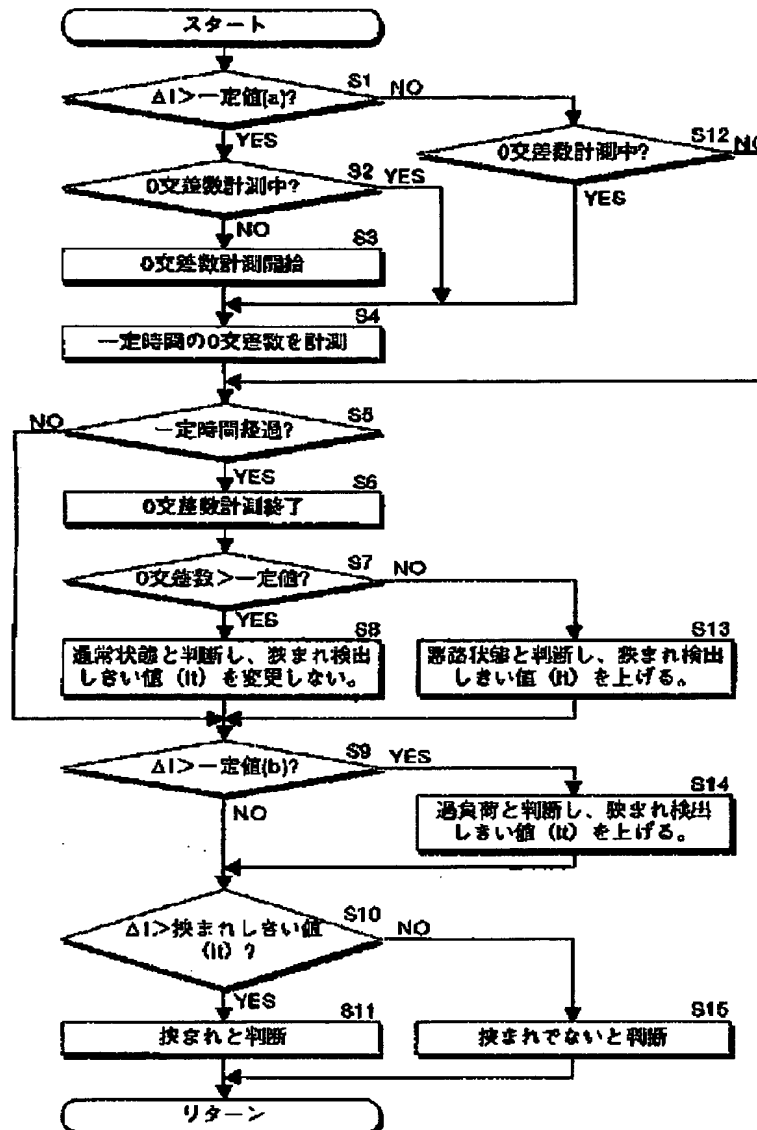 スタート
S1
ΔI>一定値(a)?
NO
YES
S12
0交差数計測中?
NO
YES
S2
0交差数計測中?
YES
NO
S3
0交差数計測開始
S4
一定時間の0交差数を計測
S5
NO
一定時間経過?
YES
S6
0交差数計測終了
S7
0交差数>一定値?
NO
YES
S8
通常状態と判断し、狭まれ検出
しきい値 (It) を変更しない。
S13
悪路状態と判断し、狭まれ検出
しきい値 (It) を上げる。
S9
ΔI>一定値(b)?
YES
NO
S14
過負荷と判断し、狭まれ検出
しきい値 (It) を上げる。
S10
ΔI>挟まれしきい値
(It) ?
NO
YES
S11
挟まれと判断
S15
挟まれでないと判断
リターン